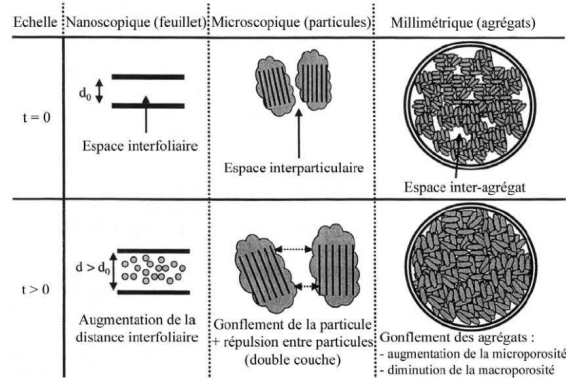 Echelle Nanoscopique (feuillet) Microscopique (particules) Millimétrique (agrégats)
t = 0
d₀
Espace interfoliaire
Espace interparticulaire
Espace inter-agrégat
t > 0
d > d₀
Augmentation de la
distance interfoliaire
Gonflement de la particule
+ répulsion entre particules
(double couche)
Gonflement des agrégats :
- augmentation de la microporosité
- diminution de la macroporosité